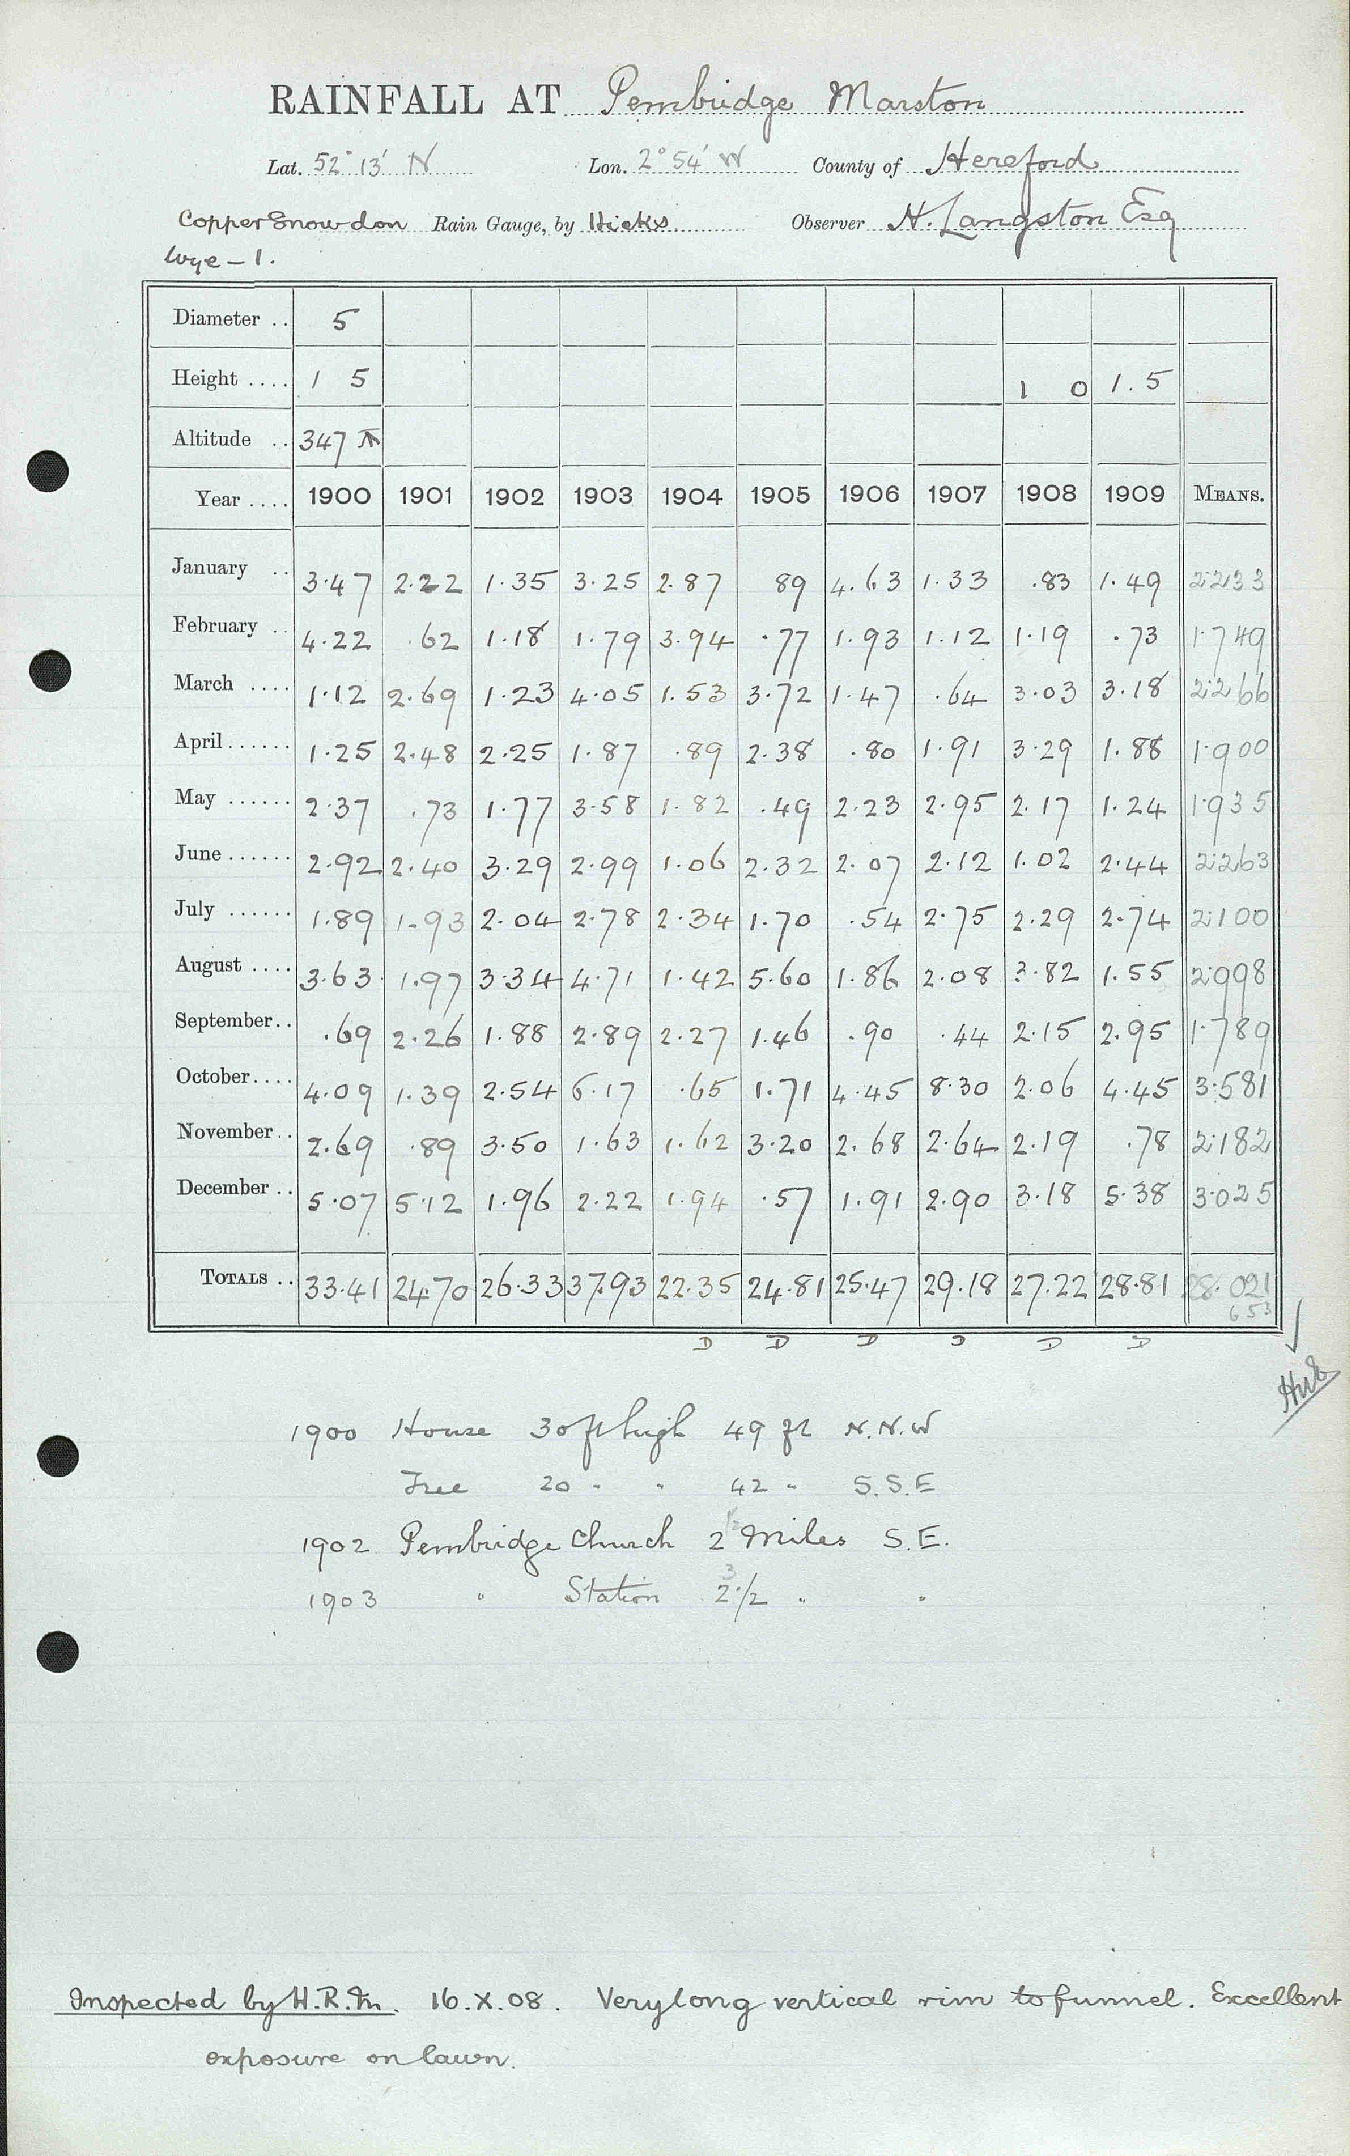 RAINFALL AT Pembridge Marston
Lat. 52° 13' N Lon. 2° 54' W County of Hereford
Copper Snowdon Rain Gauge, by Hicks Observer N. Langston Esq
Wye – 1.
Diameter .. 5
Height .... 1 5 1 0 1.5
Altitude .. 347
Year .... 1900 1901 1902 1903 1904 1905 1906 1907 1908 1909 MEANS.
January .. 3.47 2.22 1.35 3.25 2.87 89 4.63 1.33 .83 1.49 2.233
February .. 4.22 .62 1.18 1.79 3.94 .77 1.93 1.12 1.19 .73 1.749
March .... 1.12 2.69 1.23 4.05 1.53 3.72 1.47 .64 3.03 3.18 2.266
April...... 1.25 2.48 2.25 1.87 .89 2.38 .80 1.91 3.29 1.88 1.900
May ...... 2.37 .73 1.77 3.58 1.82 .49 2.23 2.95 2.17 1.24 1.935
June...... 2.92 2.40 3.29 2.99 1.06 2.32 2.07 2.12 1.02 2.44 2.263
July ...... 1.89 1.93 2.04 2.78 2.34 1.70 .54 2.75 2.29 2.74 2.100
August .... 3.63 1.97 3.34 4.71 1.42 5.60 1.86 2.08 3.82 1.55 2.998
September.. .69 2.26 1.88 2.89 2.27 1.46 .90 .44 2.15 2.95 1.789
October.... 4.09 1.39 2.54 6.17 .65 1.71 4.45 8.30 2.06 4.45 3.581
November.. 2.69 .89 3.50 1.63 1.62 3.20 2.68 2.64 2.19 .78 2.182
December .. 5.07 5.12 1.96 2.22 1.94 .57 1.91 2.90 3.18 5.38 3.025
TOTALS .. 33.41 24.70 26.33 37.93 22.35 24.81 25.47 29.18 27.22 28.81 28.021
653
D D D D D D
1900 House 30 ft high 49 ft N.N.W
Tree 20 " " 42 " S.S.E
1902 Pembridge Church 2 Miles S.E.
1903 " Station 2 1/2 " "
Inspected by H.R.M. 16.X.08. Very long vertical rim to funnel. Excellent
exposure on lawn.